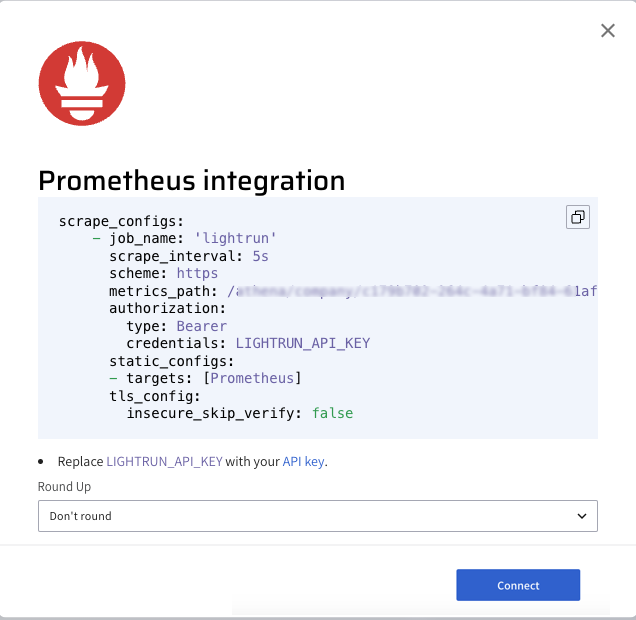 Prometheus integration
scrape_configs:
- job_name: 'lightrun'
scrape_interval: 5s
scheme: https
metrics_path:
authorization:
type: Bearer
credentials: LIGHTRUN_API_KEY
static_configs:
- targets: [Prometheus]
tls_config:
insecure_skip_verify: false
• Replace LIGHTRUN_API_KEY with your API key.
Round Up
Don't round
Connect